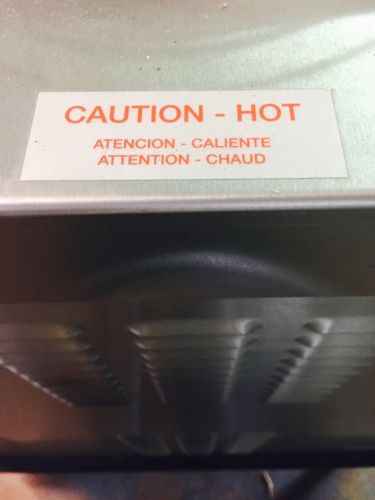 CAUTION - HOT
ATENCION - CALIENTE
ATTENTION - CHAUD